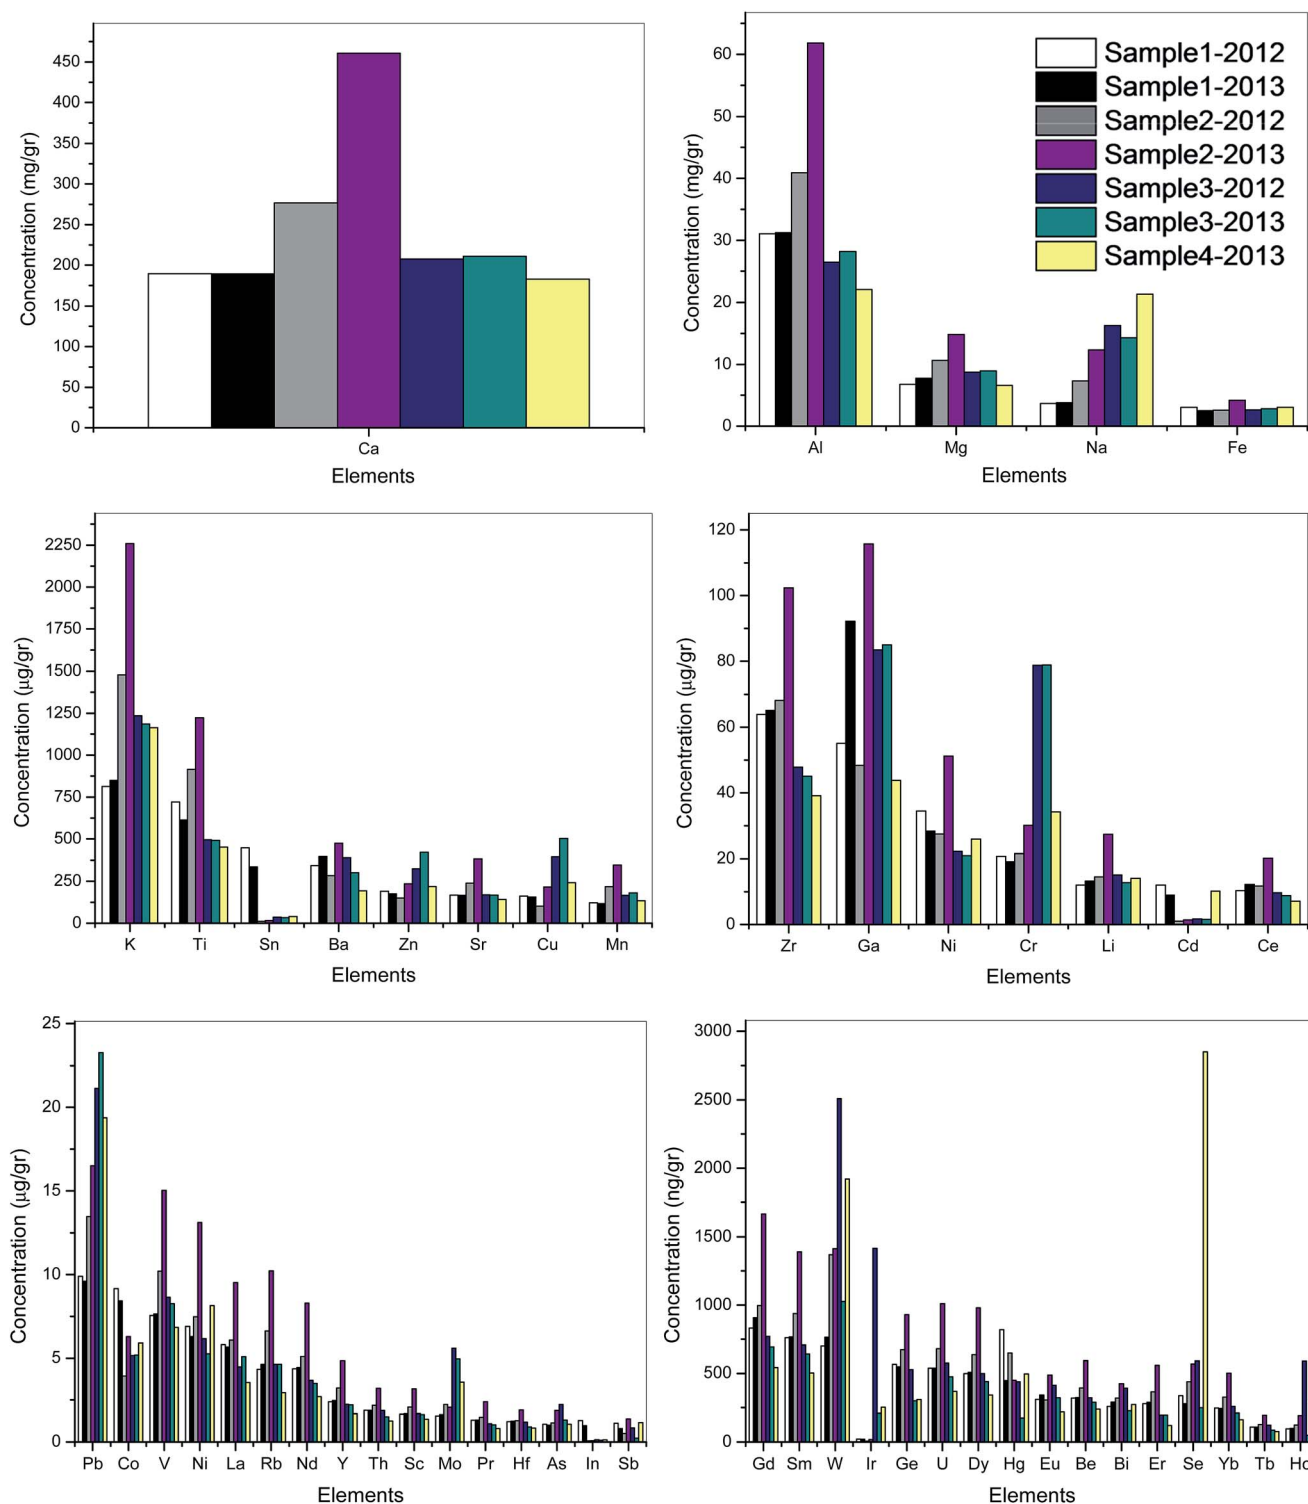 Concentration (mg/gr)
450
400
350
300
250
200
150
100
50
0
Ca
Elements
Concentration (mg/gr)
60
50
40
30
20
10
0
Al Mg Na Fe
Elements
Sample1-2012
Sample1-2013
Sample2-2012
Sample2-2013
Sample3-2012
Sample3-2013
Sample4-2013
Concentration (μg/gr)
2250
2000
1750
1500
1250
1000
750
500
250
0
K Ti Sn Ba Zn Sr Cu Mn
Elements
Concentration (μg/gr)
120
100
80
60
40
20
0
Zr Ga Ni Cr Li Cd Ce
Elements
Concentration (μg/gr)
25
20
15
10
5
0
Pb Co V Ni La Rb Nd Y Th Sc Mo Pr Hf As In Sb
Elements
Concentration (ng/gr)
3000
2500
2000
1500
1000
500
0
Gd Sm W Ir Ge U Dy Hg Eu Be Bi Er Se Yb Tb Ho
Elements